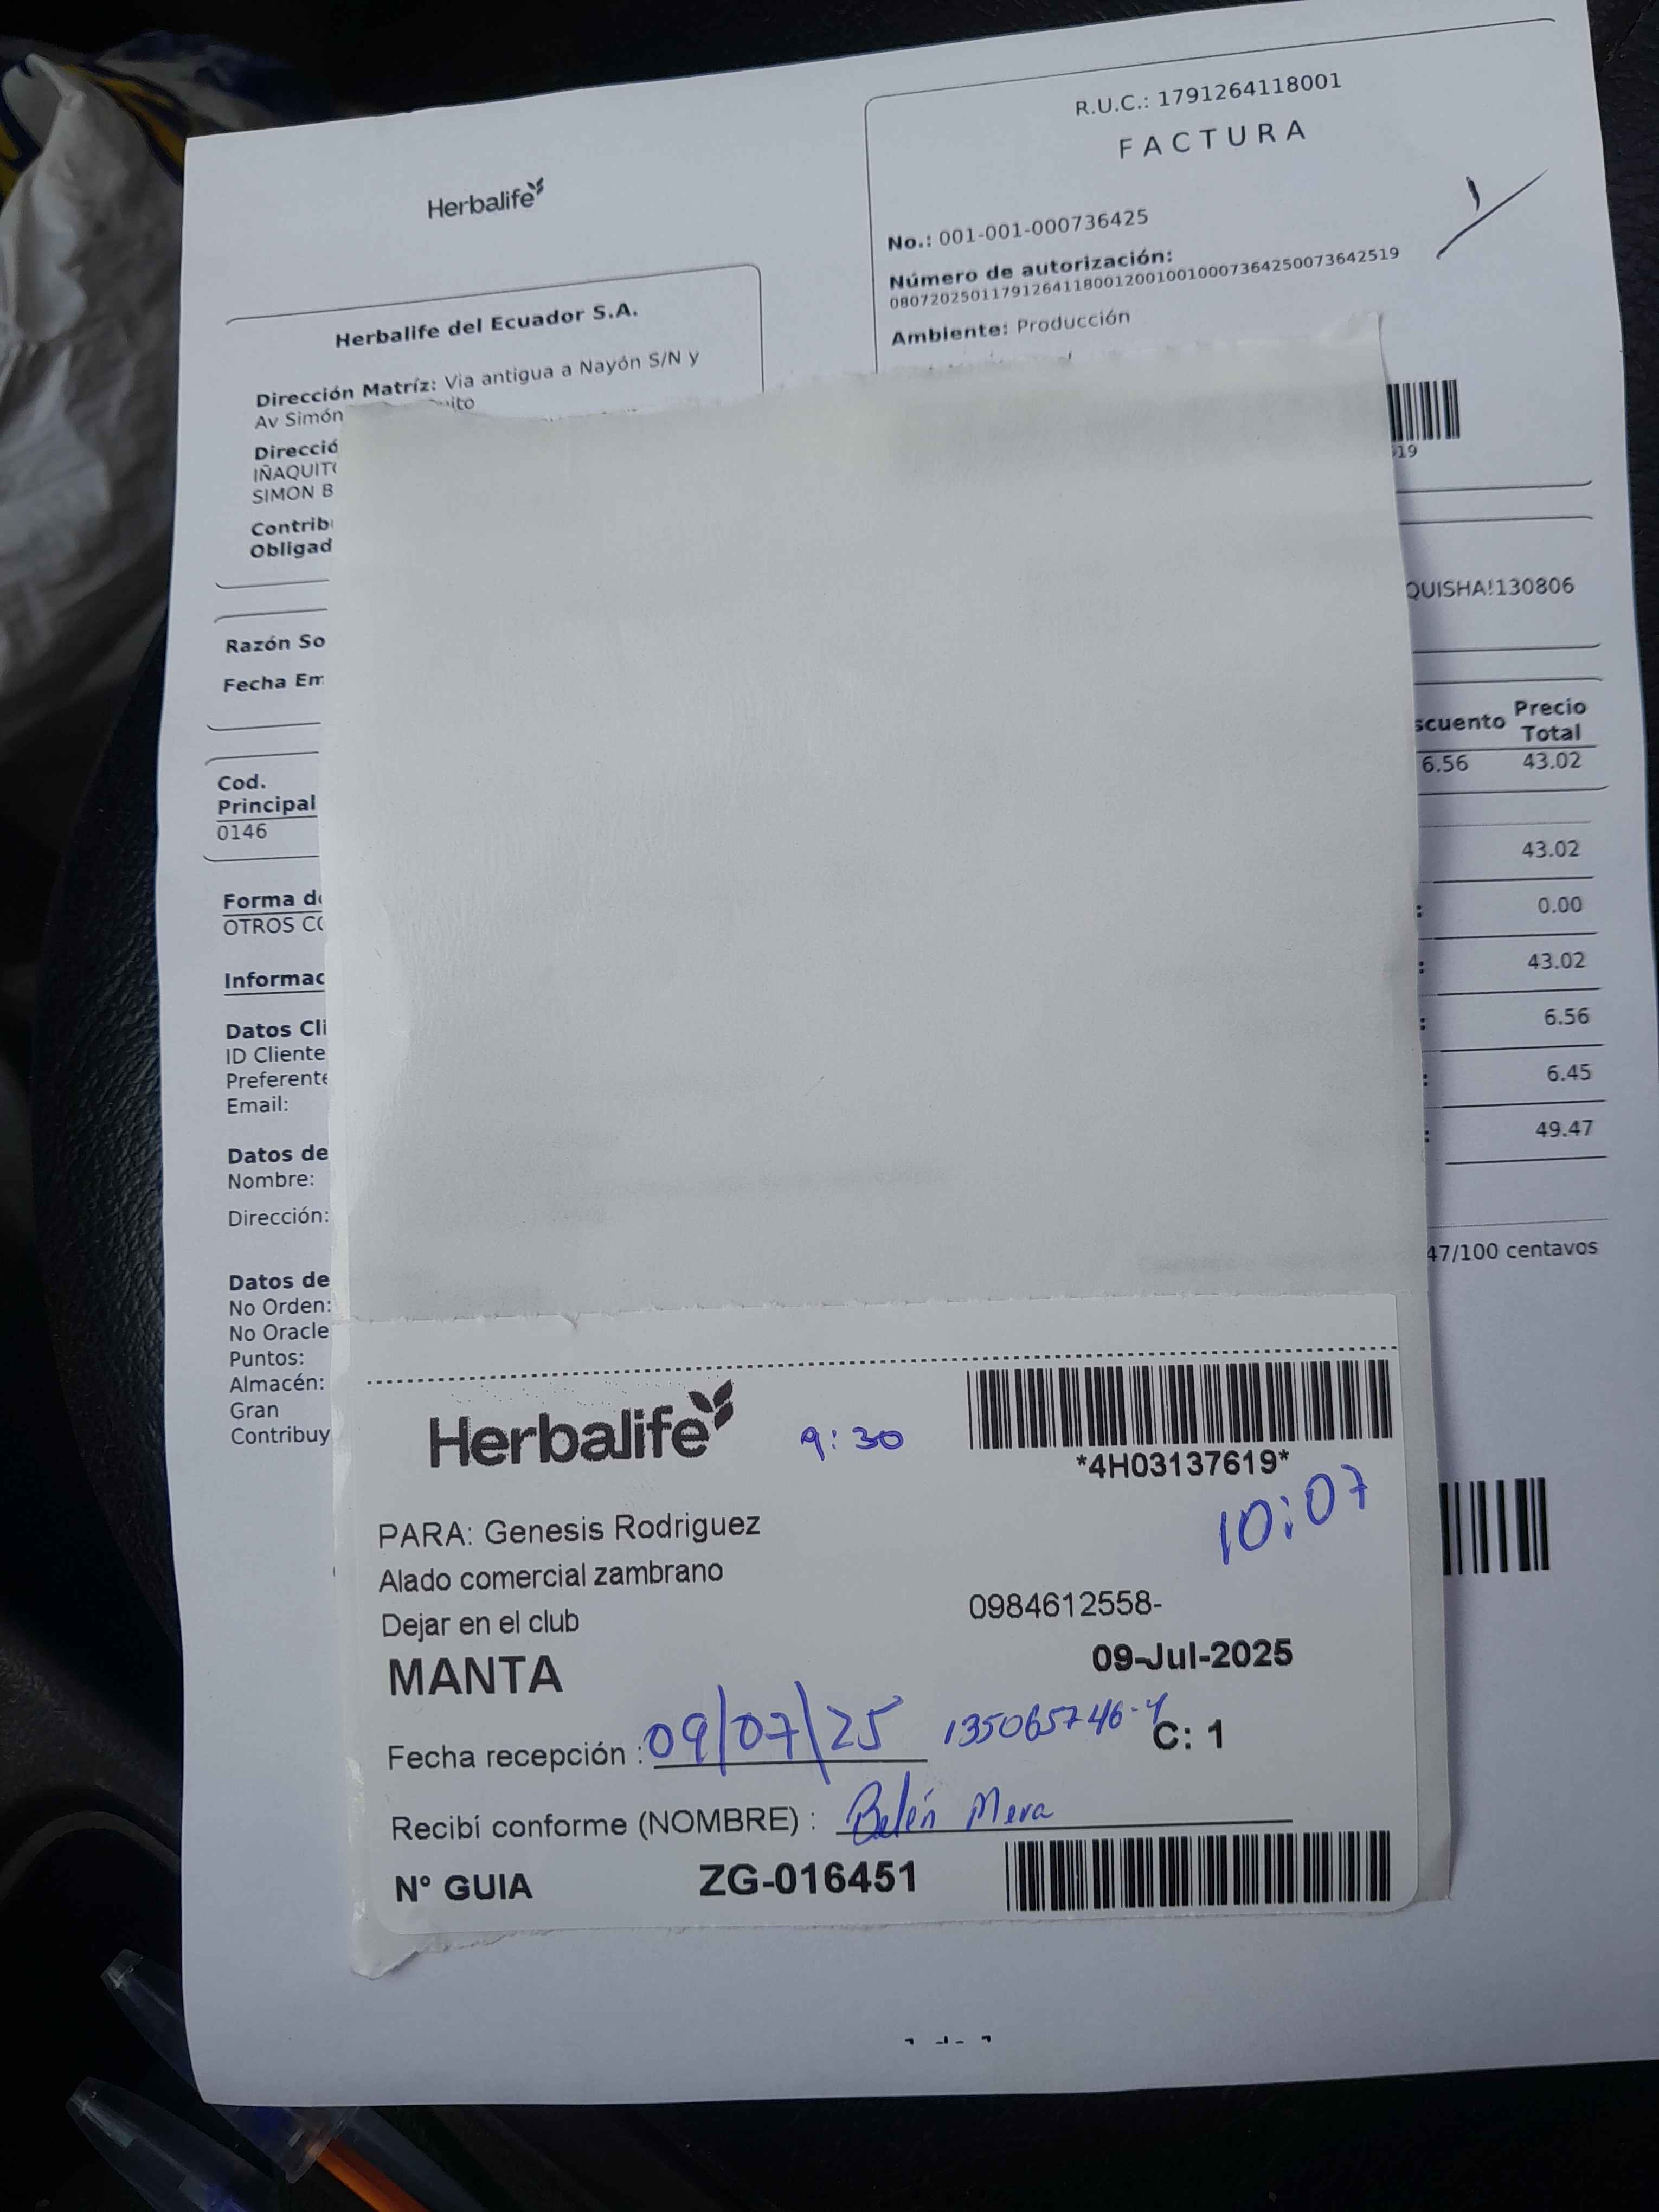 R.U.C.: 1791264118001
FACTURA
Herbalife
No.: 001-001-000736425
Número de autorización:
0807202501179126411800120010010007364250073642519
Ambiente: Producción
Herbalife del Ecuador S.A.
Dirección Matríz: Via antigua a Nayón S/N y
Av Simón
Direcció
IÑAQUIT
SIMON B
Contrib
Obligad
19
QUISHA!130806
Razón So
Fecha Em
scuento Precio
Total
6.56 43.02
Cod.
Principal
0146
43.02
0.00
43.02
6.56
6.45
49.47
47/100 centavos
Forma d
OTROS C
Informac
Datos Cli
ID Cliente
Preferente
Email:
Datos de
Nombre:
Dirección:
Datos de
No Orden:
No Oracle
Puntos:
Almacén:
Gran
Contribuy
Herbalife 9:30
*4H03137619*
10:07
PARA: Genesis Rodriguez
Alado comercial zambrano
Dejar en el club 0984612558-
MANTA 09-Jul-2025
Fecha recepción : 09/07/25 135065746-4 C: 1
Recibí conforme (NOMBRE) : Belén Mera
N° GUIA ZG-016451